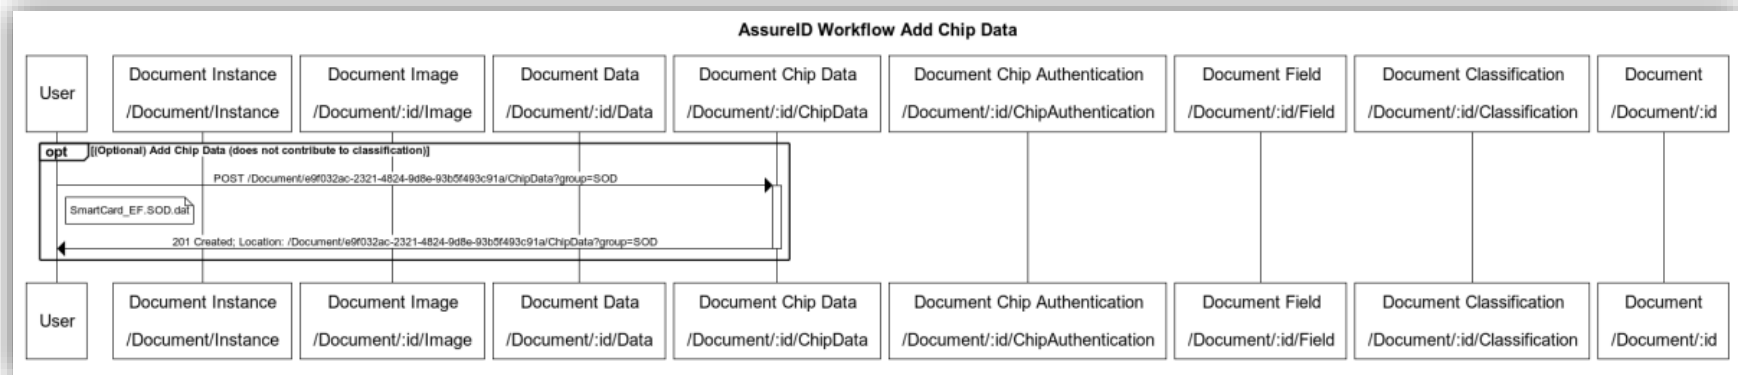 AssureID Workflow Add Chip Data
User
Document Instance
/Document/Instance
Document Image
/Document/:id/Image
Document Data
/Document/:id/Data
Document Chip Data
/Document/:id/ChipData
Document Chip Authentication
/Document/:id/ChipAuthentication
Document Field
/Document/:id/Field
Document Classification
/Document/:id/Classification
Document
/Document/:id
opt
[(Optional) Add Chip Data (does not contribute to classification)]
POST /Document/e9f032ac-2321-4824-9d8e-93b5f493c91a/ChipData?group=SOD
SmartCard_EF.SOD.dat
201 Created; Location: /Document/e9f032ac-2321-4824-9d8e-93b5f493c91a/ChipData?group=SOD
User
Document Instance
/Document/Instance
Document Image
/Document/:id/Image
Document Data
/Document/:id/Data
Document Chip Data
/Document/:id/ChipData
Document Chip Authentication
/Document/:id/ChipAuthentication
Document Field
/Document/:id/Field
Document Classification
/Document/:id/Classification
Document
/Document/:id